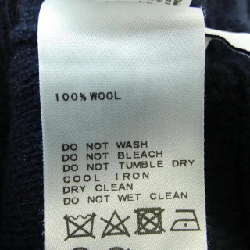 100% WOOL
DO NOT WASH
DO NOT BLEACH
DO NOT TUMBLE DRY
COOL IRON
DRY CLEAN
DO NOT WET CLEAN